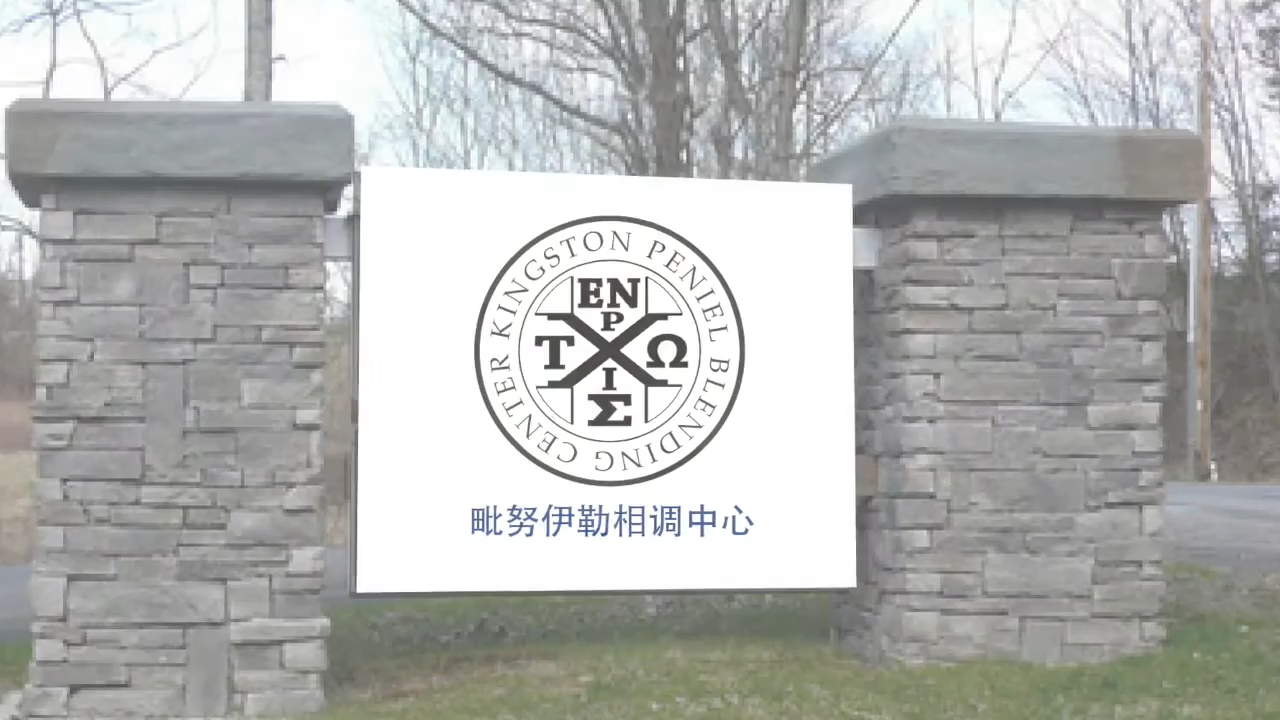 KINGSTON PENIEL BLENDING CENTER
ΕΝ
Τ Ρ Χ Ω
Ι
Σ
毗努伊勒相调中心